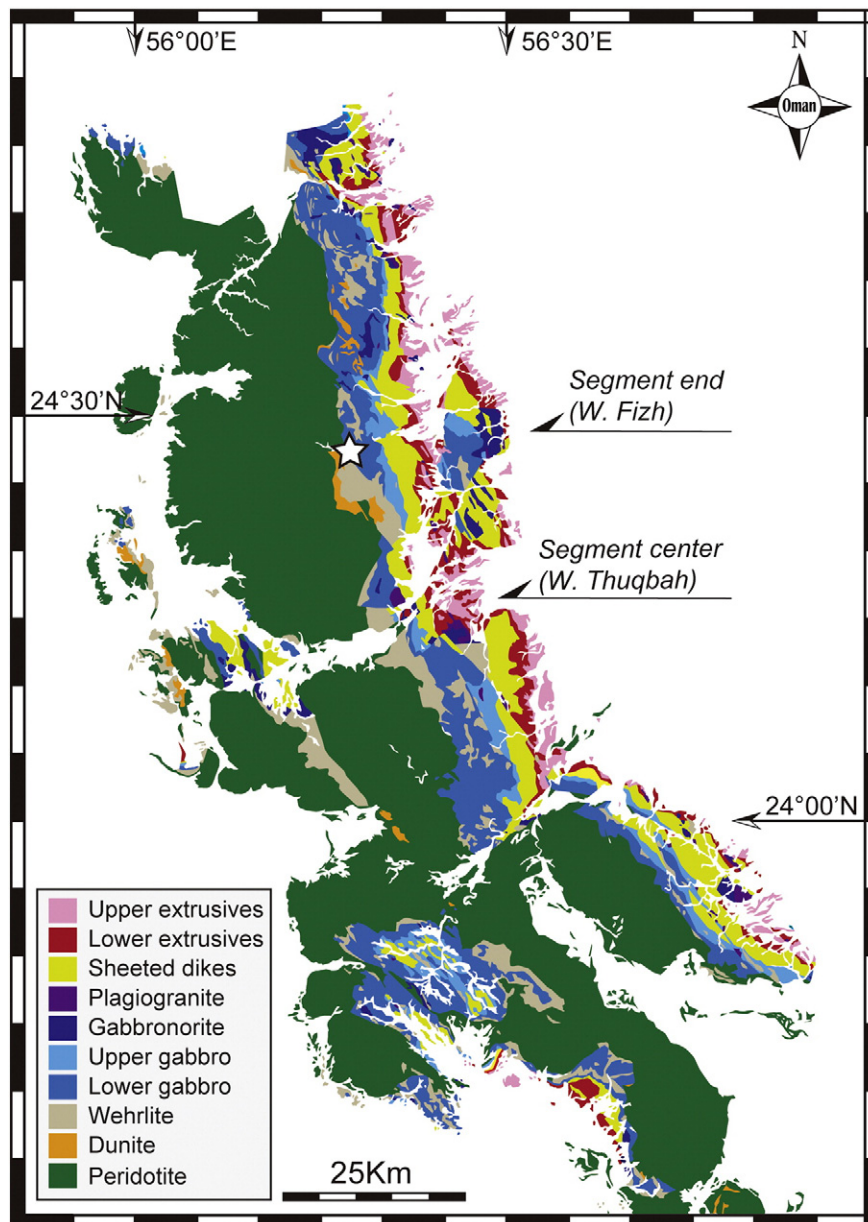 56°00'E
56°30'E
N
Oman
24°30'N
Segment end
(W. Fizh)
Segment center
(W. Thuqbah)
24°00'N
Upper extrusives
Lower extrusives
Sheeted dikes
Plagiogranite
Gabbronorite
Upper gabbro
Lower gabbro
Wehrlite
Dunite
Peridotite
25Km